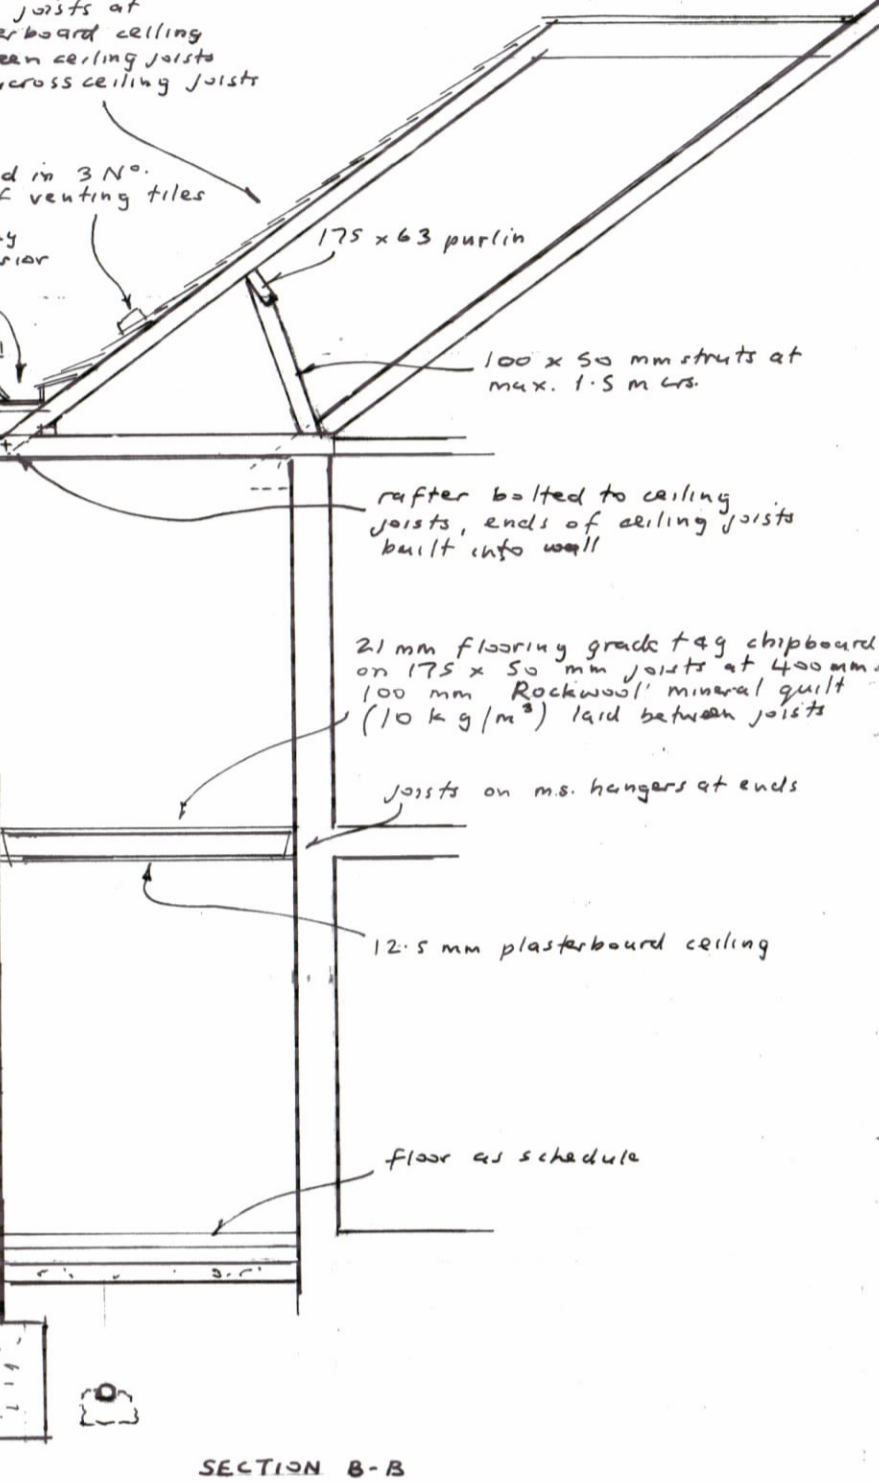 joists at
board ceiling
ceiling joists
across ceiling joists
in 3 Nº.
venting tiles
175 x 63 purlin
100 x 50 mm struts at
max. 1.5 m crs.
rafter bolted to ceiling
joists, ends of ceiling joists
built into wall
21 mm flooring grade t&g chipboard
on 175 x 50 mm joists at 400 mm
100 mm 'Rockwool' mineral quilt
(10 kg/m³) laid between joists
joists on m.s. hangers at ends
12.5 mm plasterboard ceiling
floor as schedule
SECTION B-B